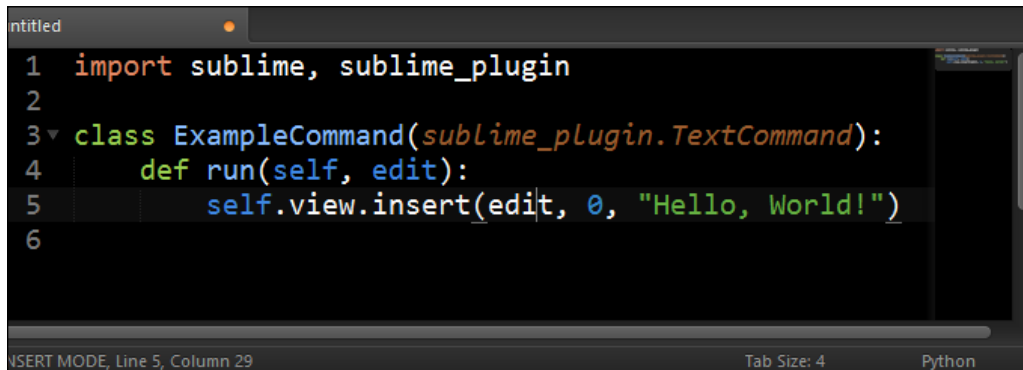 ntitled
1 import sublime, sublime_plugin
2
3 class ExampleCommand(sublime_plugin.TextCommand):
4     def run(self, edit):
5         self.view.insert(edit, 0, "Hello, World!")
6
NSERT MODE, Line 5, Column 29 Tab Size: 4 Python